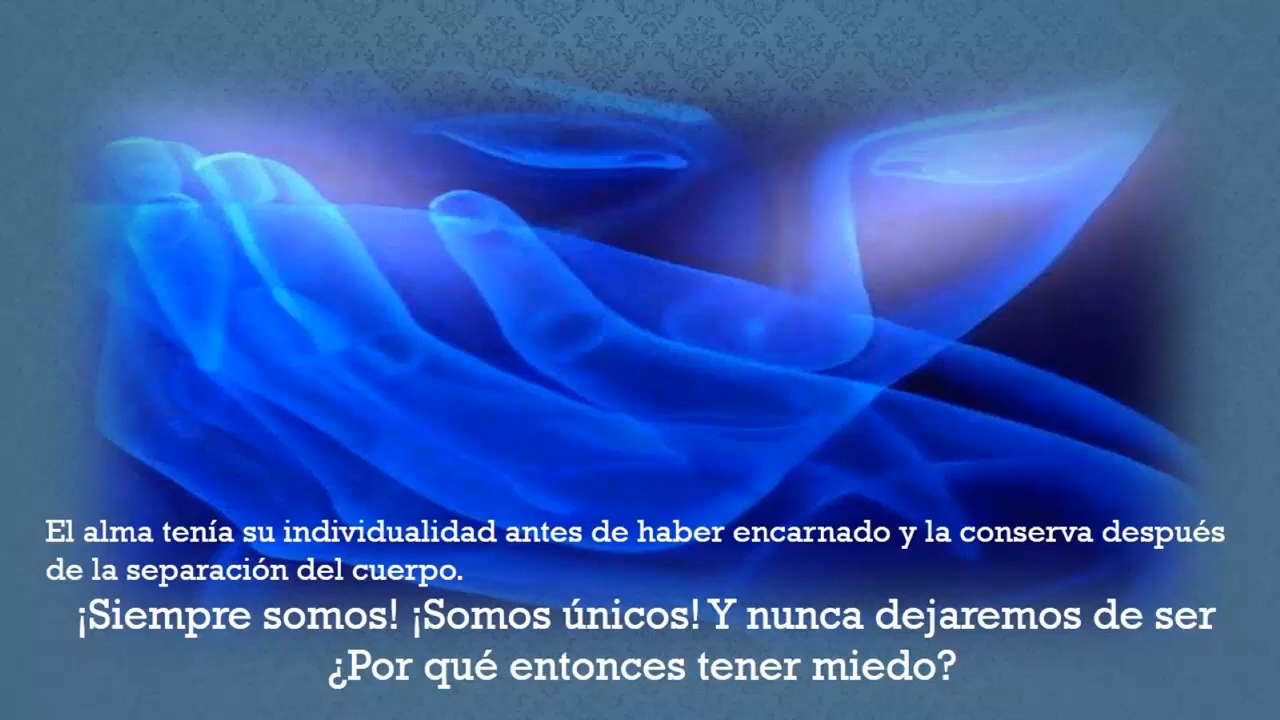 El alma tenía su individualidad antes de haber encarnado y la conserva después
de la separación del cuerpo.
¡Siempre somos! ¡Somos únicos! Y nunca dejaremos de ser
¿Por qué entonces tener miedo?